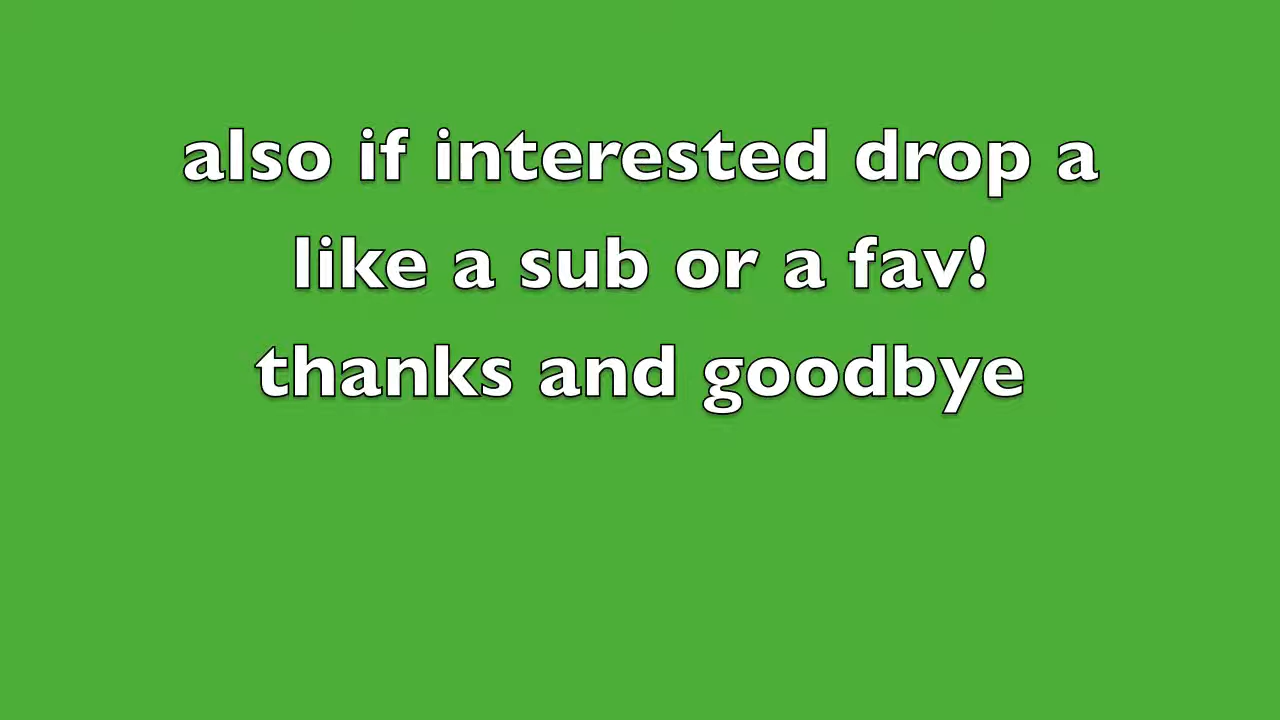 also if interested drop a
like a sub or a fav!
thanks and goodbye